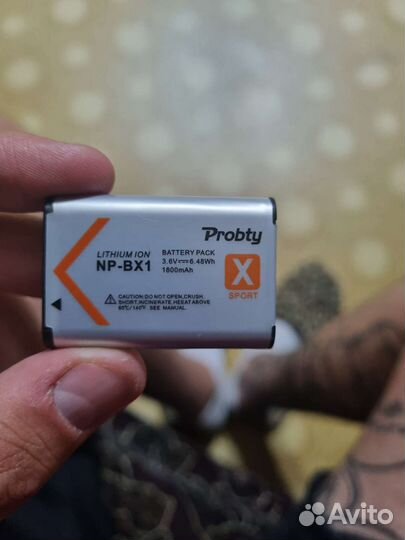 Probty
LITHIUM ION
NP-BX1
BATTERY PACK
3.6V⎓6.48Wh
1800mAh
X
SPORT
CAUTION:DO NOT OPEN,CRUSH,
SHORT,INCINERATE,HEEAT ABOVE
60℃/140℉.SEE MANUAL.
Avito